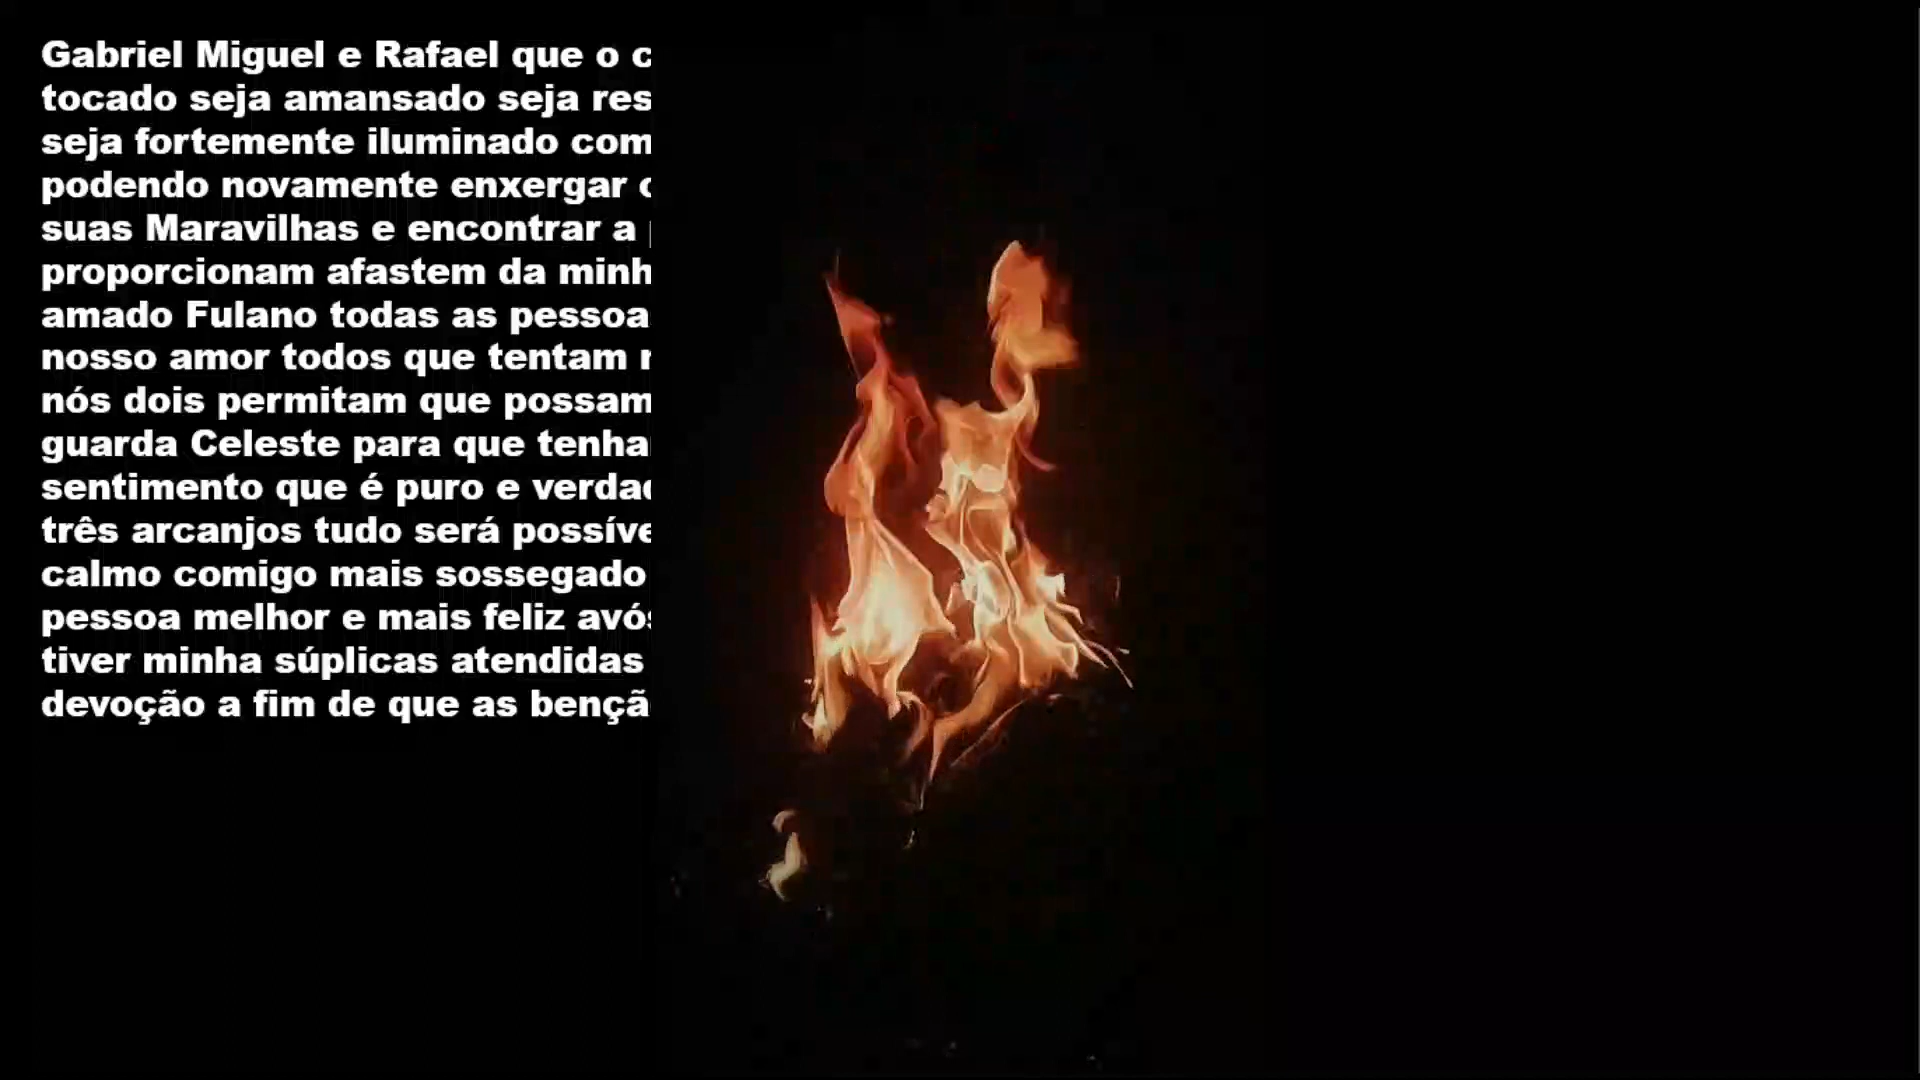 Gabriel Miguel e Rafael que o
tocado seja amansado seja
seja fortemente iluminado com
podendo novamente enxergar
suas Maravilhas e encontrar a
proporcionam afastem da
amado Fulano todas as
nosso amor todos que tentam
nós dois permitam que possam
guarda Celeste para que
sentimento que é puro e
três arcanjos tudo será
calmo comigo mais sossegado
pessoa melhor e mais feliz
tiver minha súplicas atendidas
devoção a fim de que as